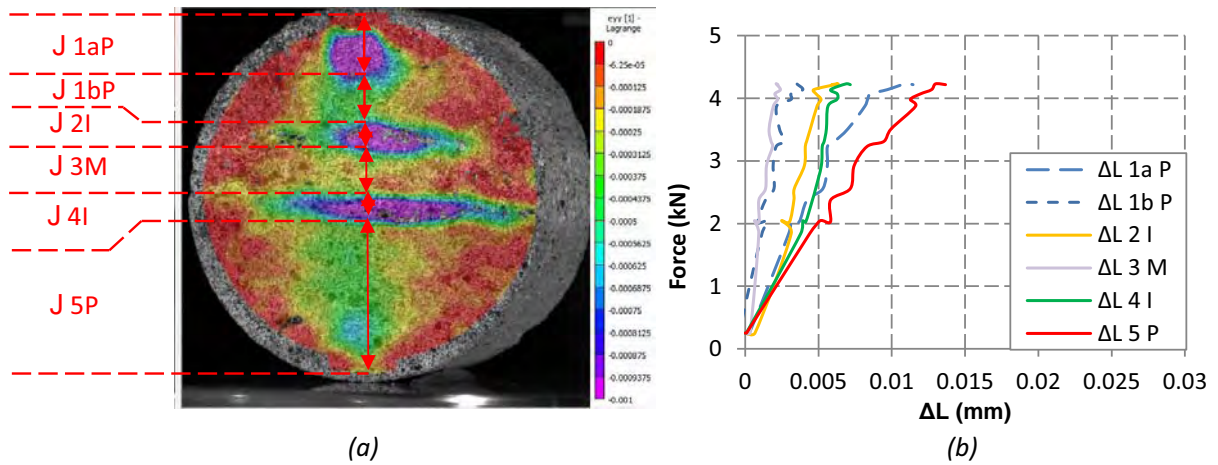 J 1aP
J 1bP
J 2I
J 3M
J 4I
J 5P
eyy [1] -
Lagrange
0
-6.25e-05
-0.000125
-0.0001875
-0.00025
-0.0003125
-0.000375
-0.0004375
-0.0005
-0.0005625
-0.000625
-0.0006875
-0.00075
-0.0008125
-0.000875
-0.0009375
-0.001
(a)
Force (kN)
5
4
3
2
1
0
0 0.005 0.01 0.015 0.02 0.025 0.03
ΔL (mm)
ΔL 1a P
ΔL 1b P
ΔL 2 I
ΔL 3 M
ΔL 4 I
ΔL 5 P
(b)